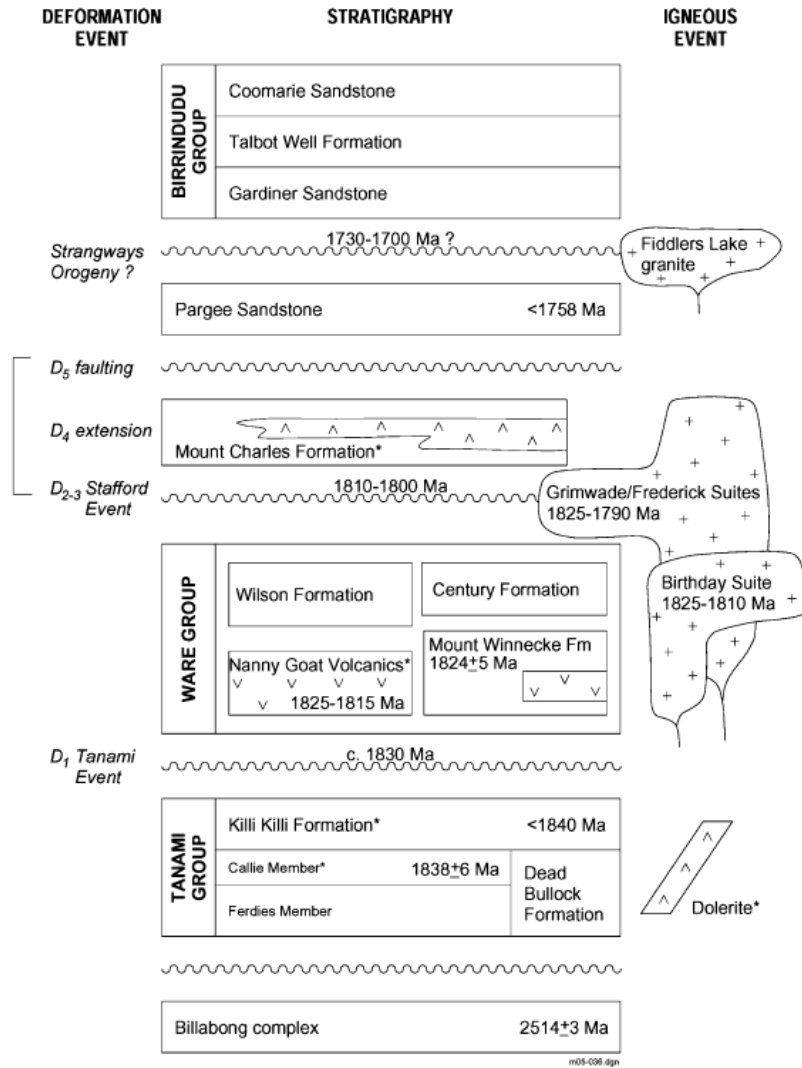 DEFORMATION
EVENT
STRATIGRAPHY
IGNEOUS
EVENT
BIRRINDUDU
GROUP
Coomarie Sandstone
Talbot Well Formation
Gardiner Sandstone
Strangways
Orogeny ?
1730-1700 Ma ?
Fiddlers Lake
granite
Pargee Sandstone
<1758 Ma
D5 faulting
D4 extension
Mount Charles Formation*
D2-3 Stafford
Event
1810-1800 Ma
Grimwade/Frederick Suites
1825-1790 Ma
WARE GROUP
Wilson Formation
Century Formation
Birthday Suite
1825-1810 Ma
Nanny Goat Volcanics*
1825-1815 Ma
Mount Winnecke Fm
1824±5 Ma
D1 Tanami
Event
c. 1830 Ma
TANAMI
GROUP
Killi Killi Formation*
<1840 Ma
Callie Member*
1838±6 Ma
Ferdies Member
Dead
Bullock
Formation
Dolerite*
Billabong complex
2514±3 Ma
m05-036.dgn